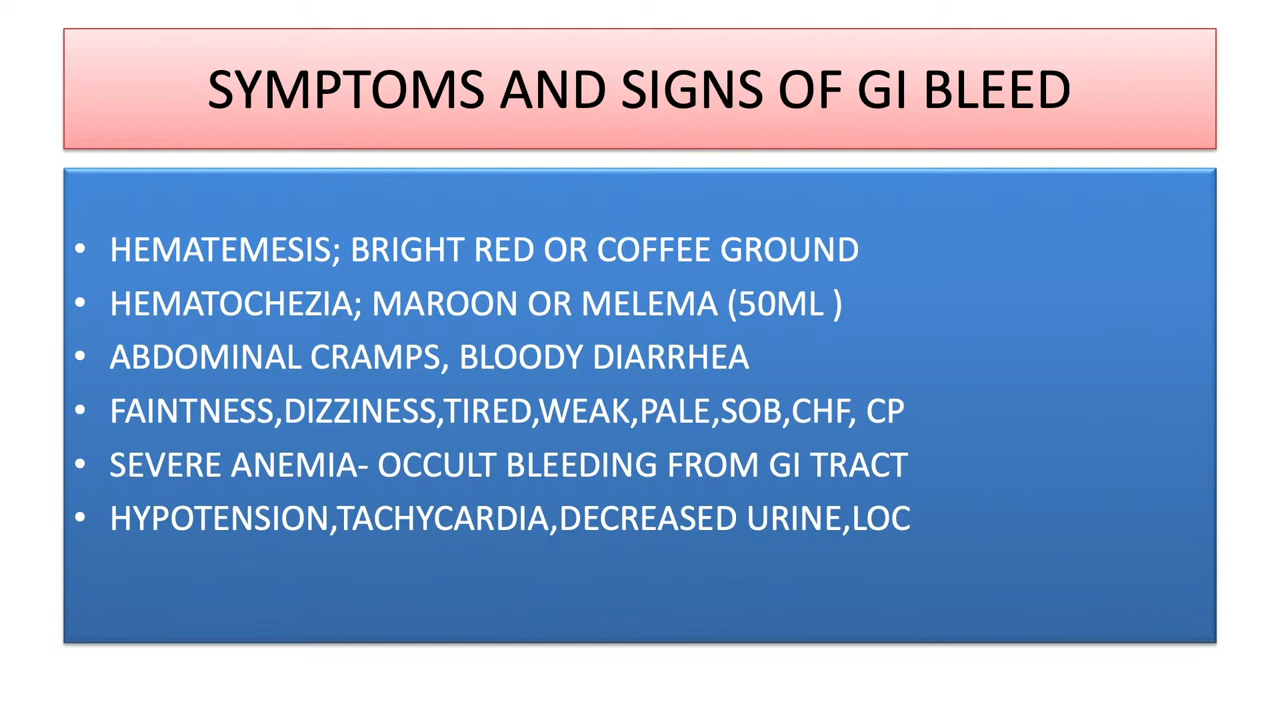 SYMPTOMS AND SIGNS OF GI BLEED
• HEMATEMESIS; BRIGHT RED OR COFFEE GROUND
• HEMATOCHEZIA; MAROON OR MELEMA (50ML )
• ABDOMINAL CRAMPS, BLOODY DIARRHEA
• FAINTNESS,DIZZINESS,TIRED,WEAK,PALE,SOB,CHF, CP
• SEVERE ANEMIA- OCCULT BLEEDING FROM GI TRACT
• HYPOTENSION,TACHYCARDIA,DECREASED URINE,LOC